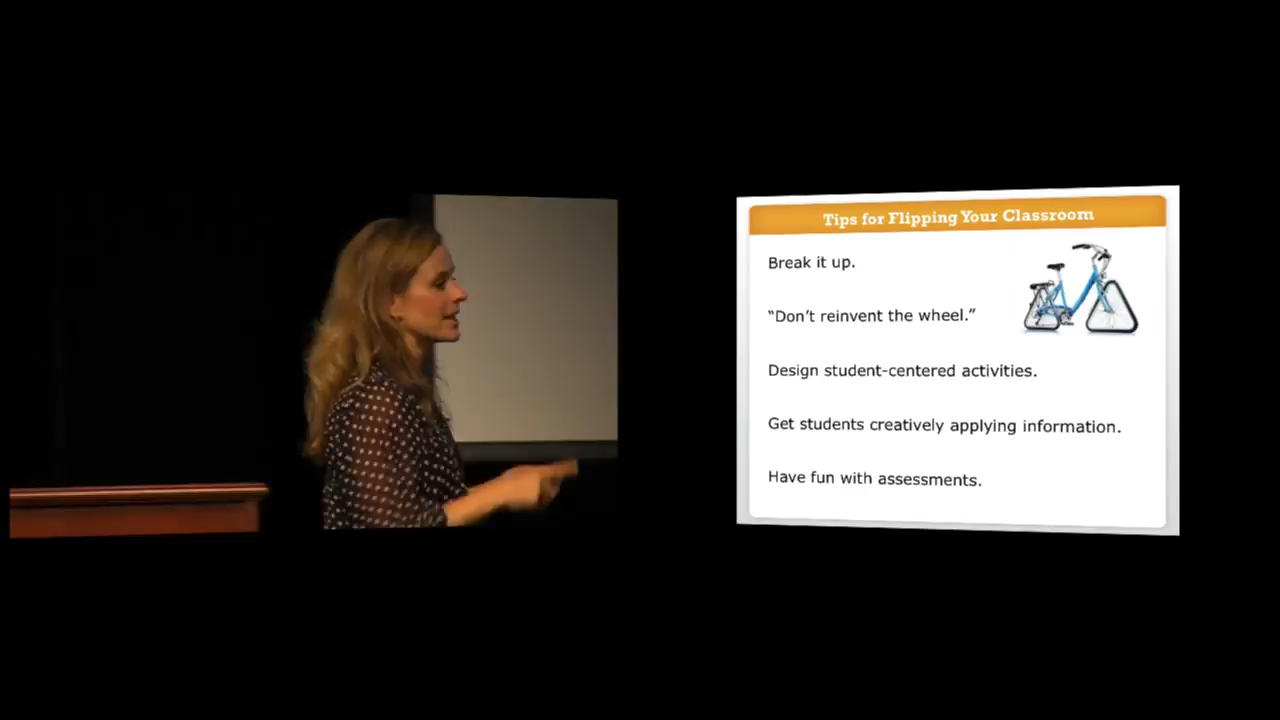 Tips for Flipping Your Classroom
Break it up.
“Don’t reinvent the wheel.”
Design student-centered activities.
Get students creatively applying information.
Have fun with assessments.